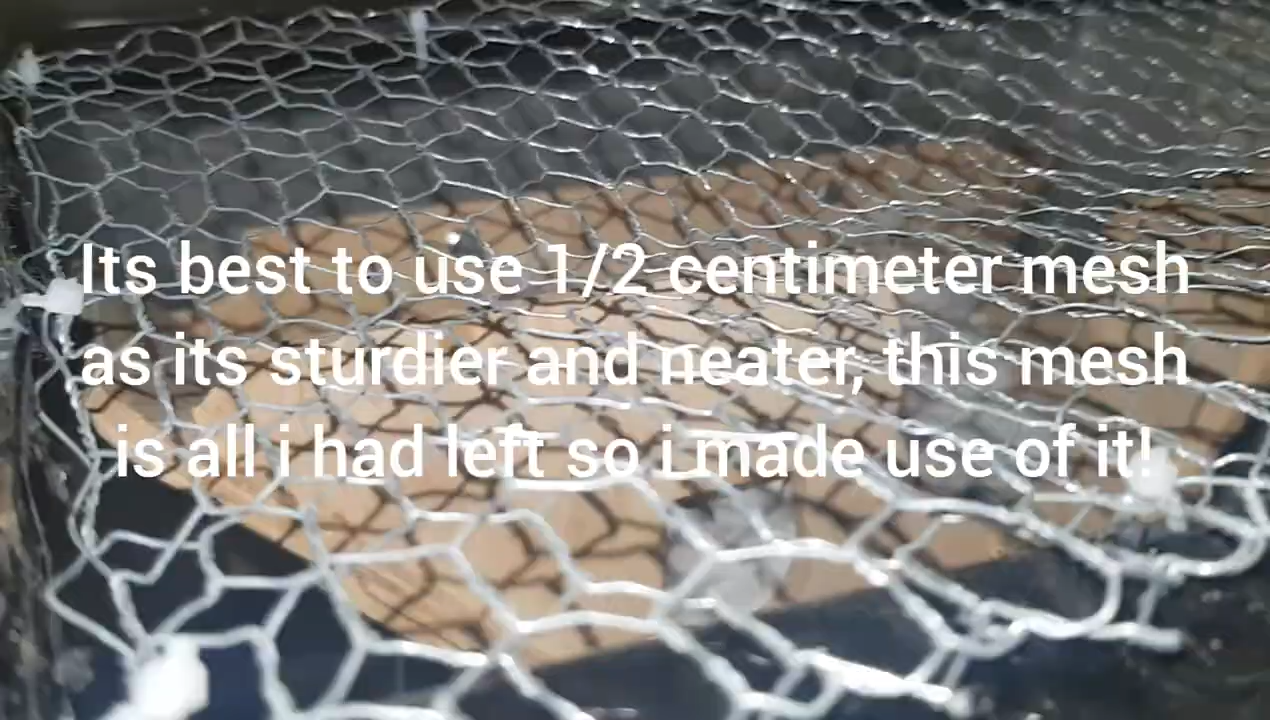 Its best to use 1/2 centimeter mesh
as its sturdier and neater, this mesh
is all i had left so i made use of it!